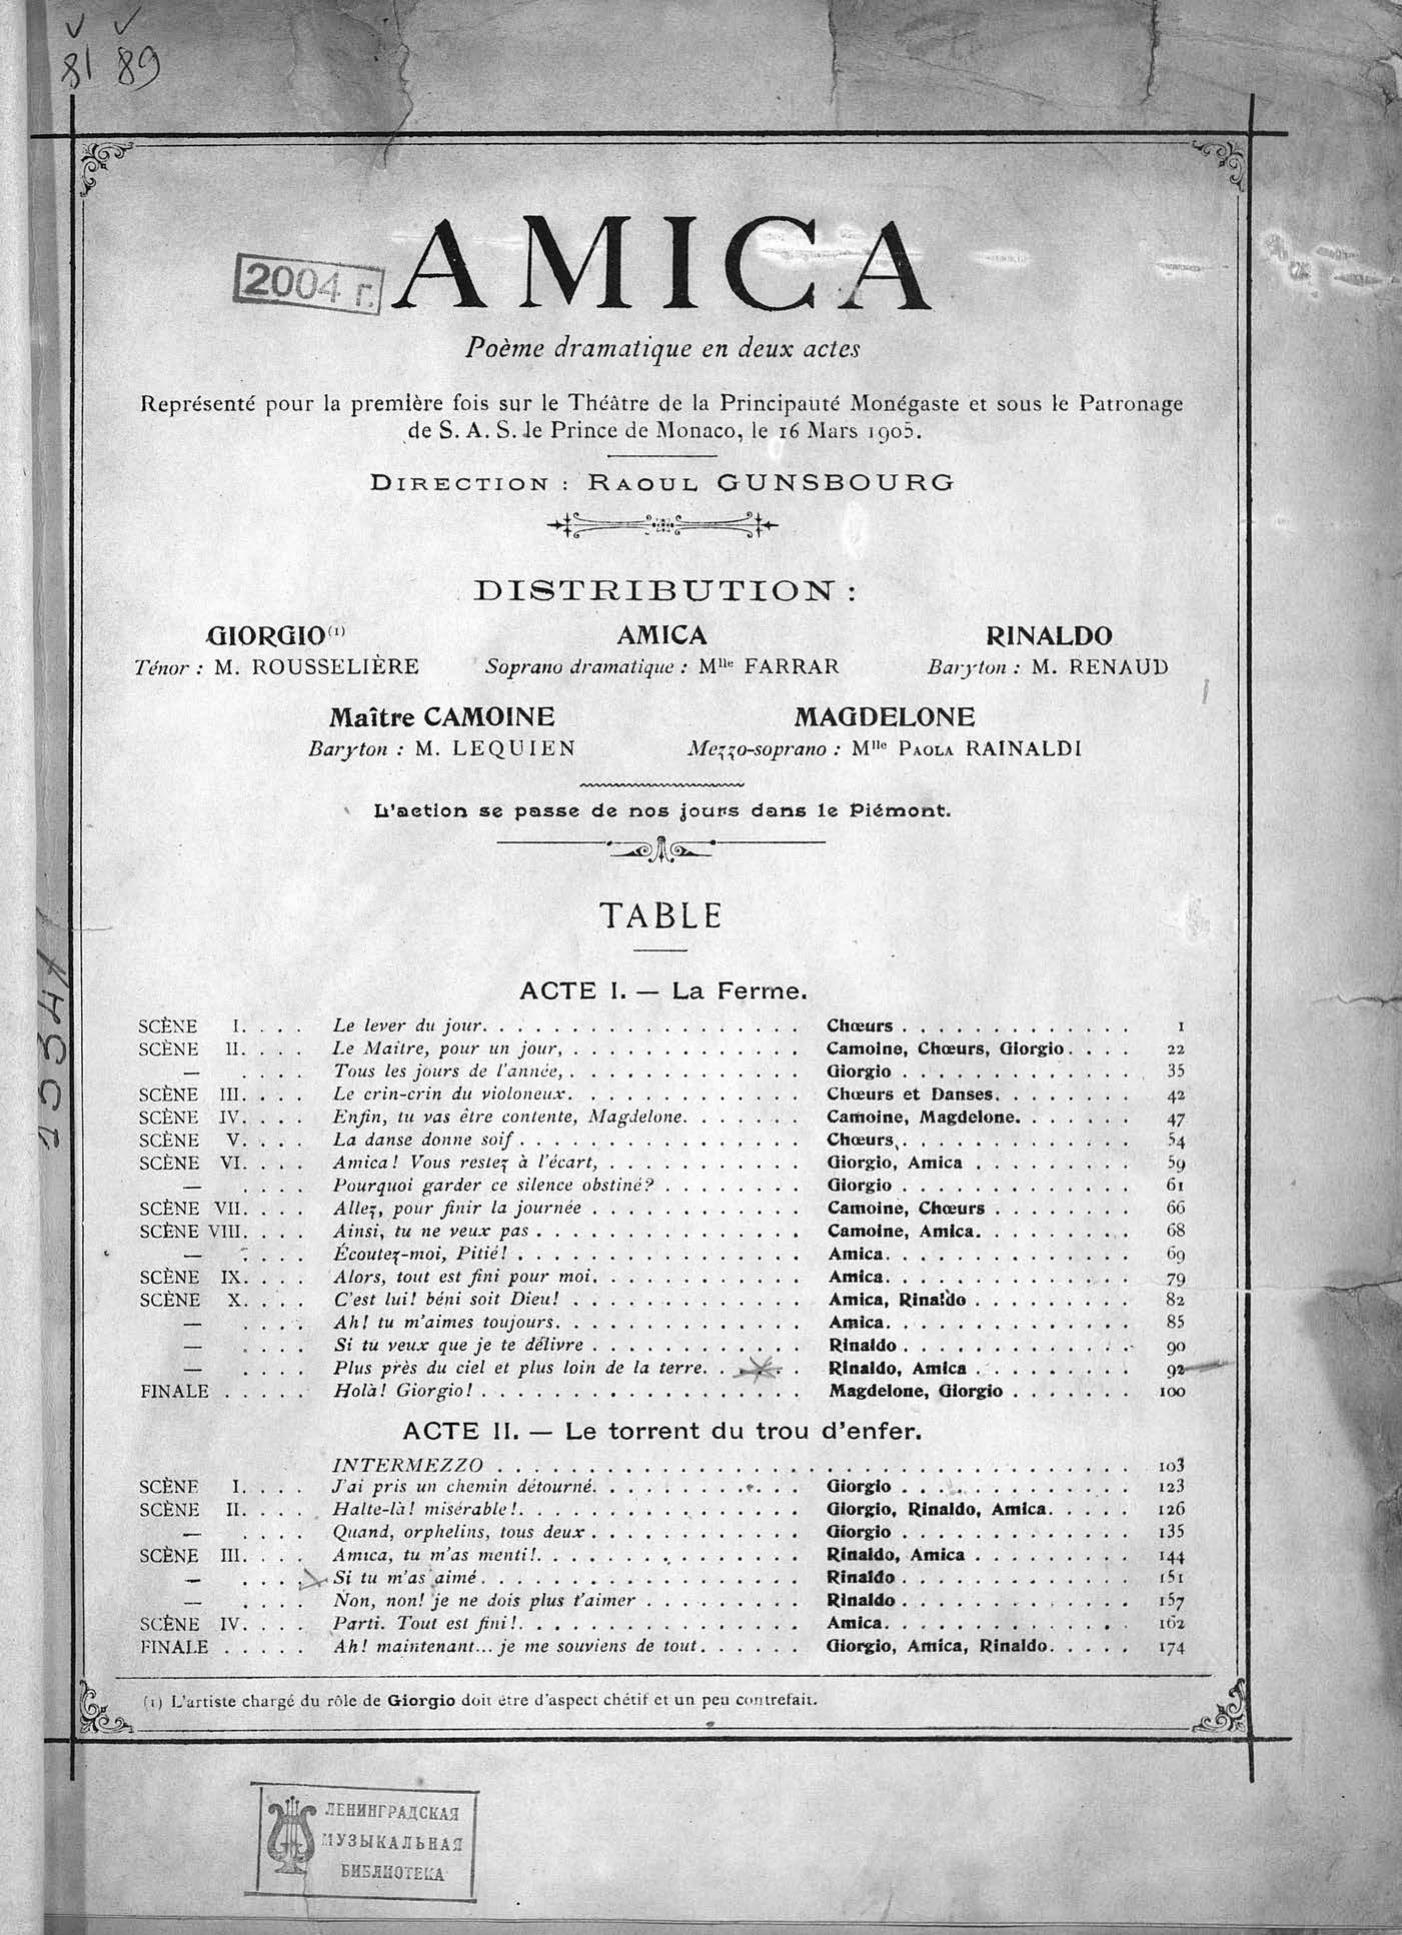 81 89
AMICA
2004 г.
Poème dramatique en deux actes
Représenté pour la première fois sur le Théâtre de la Principauté Monégaste et sous le Patronage
de S. A. S. le Prince de Monaco, le 16 Mars 1905.
DIRECTION : RAOUL GUNSBOURG
DISTRIBUTION :
GIORGIO(1) AMICA RINALDO
Ténor : M. ROUSSELIÈRE Soprano dramatique : Mlle FARRAR Baryton : M. RENAUD
Maître CAMOINE MAGDELONE
Baryton : M. LEQUIEN Mezzo-soprano : Mlle PAOLA RAINALDI
L'action se passe de nos jours dans le Piémont.
TABLE
ACTE I. — La Ferme.
SCÈNE I. . . . Le lever du jour. . . . Chœurs . . . . 1
SCÈNE II. . . . Le Maître, pour un jour, . . . . Camoine, Chœurs, Giorgio. . . . 22
— . . . . Tous les jours de l'année, . . . . Giorgio . . . . 35
SCÈNE III. . . . Le crin-crin du violoneux. . . . Chœurs et Danses. . . . 42
SCÈNE IV. . . . Enfin, tu vas être contente, Magdelone. . . . Camoine, Magdelone. . . . 47
SCÈNE V. . . . La danse donne soif . . . . Chœurs. . . . 54
SCÈNE VI. . . . Amica! Vous restez à l'écart, . . . . Giorgio, Amica . . . . 59
— . . . . Pourquoi garder ce silence obstiné? . . . . Giorgio . . . . 61
SCÈNE VII. . . . Allez, pour finir la journée . . . . Camoine, Chœurs . . . . 66
SCÈNE VIII. . . . Ainsi, tu ne veux pas . . . . Camoine, Amica. . . . 68
— . . . . Écoutez-moi, Pitié! . . . . Amica. . . . 69
SCÈNE IX. . . . Alors, tout est fini pour moi. . . . Amica. . . . 79
SCÈNE X. . . . C'est lui! béni soit Dieu! . . . . Amica, Rinaldo . . . . 82
— . . . . Ah! tu m'aimes toujours. . . . Amica. . . . 85
— . . . . Si tu veux que je te délivre . . . . Rinaldo . . . . 90
— . . . . Plus près du ciel et plus loin de la terre. . . . Rinaldo, Amica . . . . 92
FINALE . . . . Holà! Giorgio! . . . . Magdelone, Giorgio . . . . 100
ACTE II. — Le torrent du trou d'enfer.
INTERMEZZO . . . . 103
SCÈNE I. . . . J'ai pris un chemin détourné. . . . Giorgio . . . . 123
SCÈNE II. . . . Halte-là! misérable!. . . . Giorgio, Rinaldo, Amica. . . . 126
— . . . . Quand, orphelins, tous deux . . . . Giorgio . . . . 135
SCÈNE III. . . . Amica, tu m'as menti!. . . . Rinaldo, Amica . . . . 144
— . . . . Si tu m'as aimé. . . . Rinaldo . . . . 151
— . . . . Non, non! je ne dois plus t'aimer . . . . Rinaldo . . . . 157
SCÈNE IV. . . . Parti. Tout est fini!. . . . Amica. . . . 162
FINALE . . . . Ah! maintenant... je me souviens de tout. . . . Giorgio, Amica, Rinaldo. . . . 174
(1) L'artiste chargé du rôle de Giorgio doit être d'aspect chétif et un peu contrefait.
ЛЕНИНГРАДСКАЯ
МУЗЫКАЛЬНАЯ
БИБЛИОТЕКА